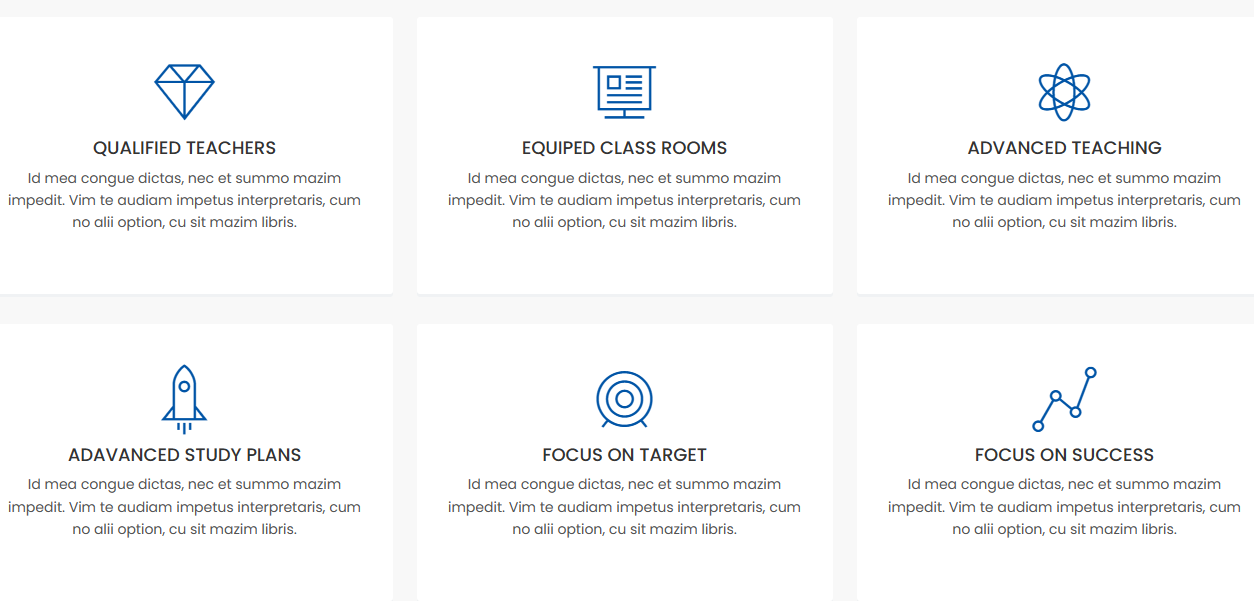 QUALIFIED TEACHERS
Id mea congue dictas, nec et summo mazim
impedit. Vim te audiam impetus interpretaris, cum
no alii option, cu sit mazim libris.
EQUIPED CLASS ROOMS
Id mea congue dictas, nec et summo mazim
impedit. Vim te audiam impetus interpretaris, cum
no alii option, cu sit mazim libris.
ADVANCED TEACHING
Id mea congue dictas, nec et summo mazim
impedit. Vim te audiam impetus interpretaris, cum
no alii option, cu sit mazim libris.
ADAVANCED STUDY PLANS
Id mea congue dictas, nec et summo mazim
impedit. Vim te audiam impetus interpretaris, cum
no alii option, cu sit mazim libris.
FOCUS ON TARGET
Id mea congue dictas, nec et summo mazim
impedit. Vim te audiam impetus interpretaris, cum
no alii option, cu sit mazim libris.
FOCUS ON SUCCESS
Id mea congue dictas, nec et summo mazim
impedit. Vim te audiam impetus interpretaris, cum
no alii option, cu sit mazim libris.